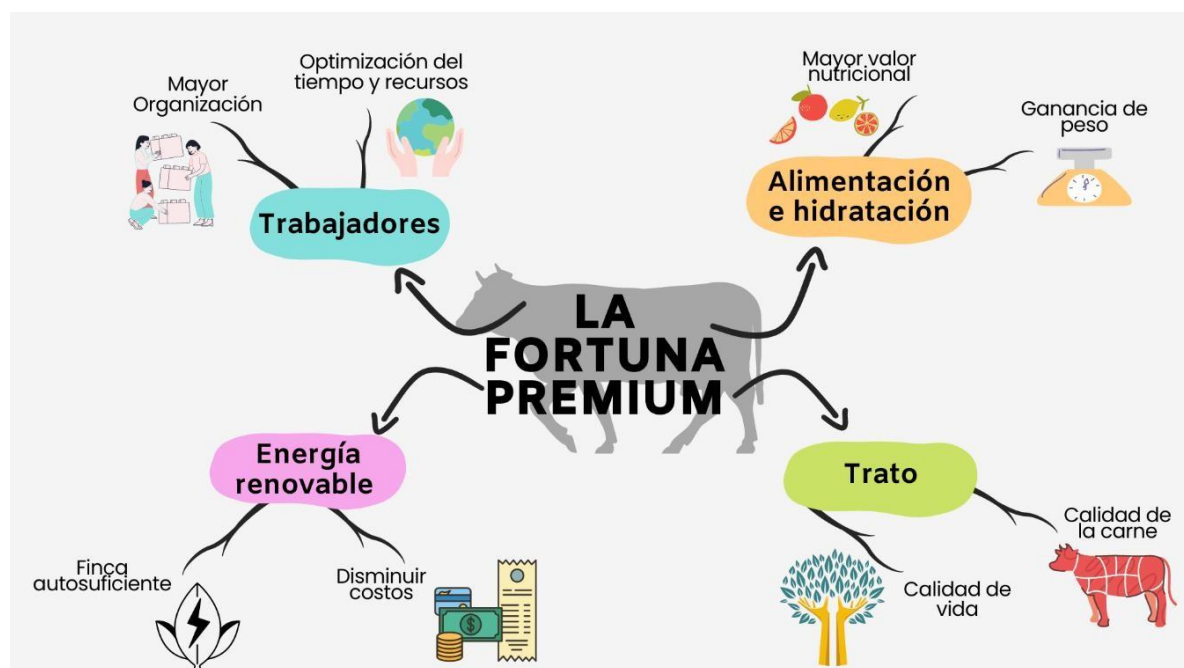 Mayor
Organización
Optimización del
tiempo y recursos
Trabajadores
Mayor valor
nutricional
Ganancia de
peso
Alimentación
e hidratación
LA
FORTUNA
PREMIUM
Energía
renovable
Finca
autosuficiente
Disminuir
costos
Trato
Calidad de
la carne
Calidad de
vida